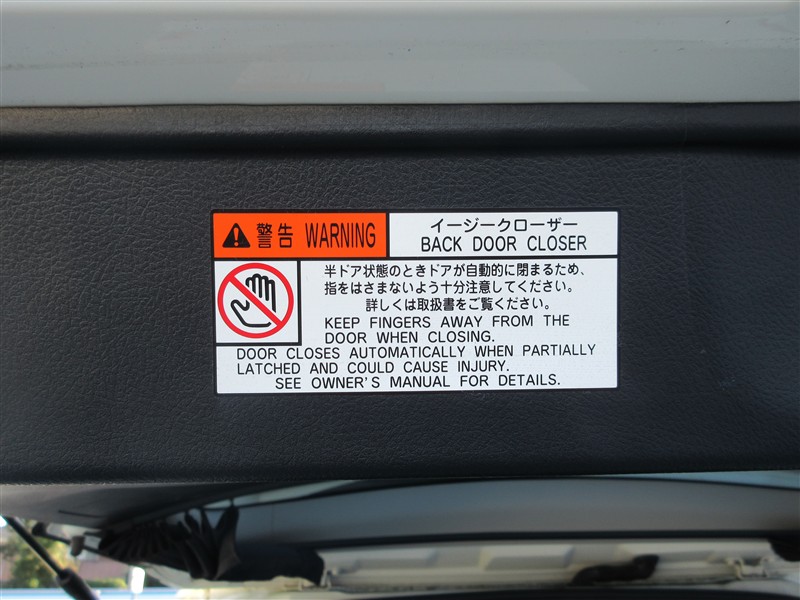 警告 WARNING
イージークローザー
BACK DOOR CLOSER
半ドア状態のときドアが自動的に閉まるため、
指をはさまないよう十分注意してください。
詳しくは取扱書をご覧ください。
KEEP FINGERS AWAY FROM THE
DOOR WHEN CLOSING.
DOOR CLOSES AUTOMATICALLY WHEN PARTIALLY
LATCHED AND COULD CAUSE INJURY.
SEE OWNER'S MANUAL FOR DETAILS.